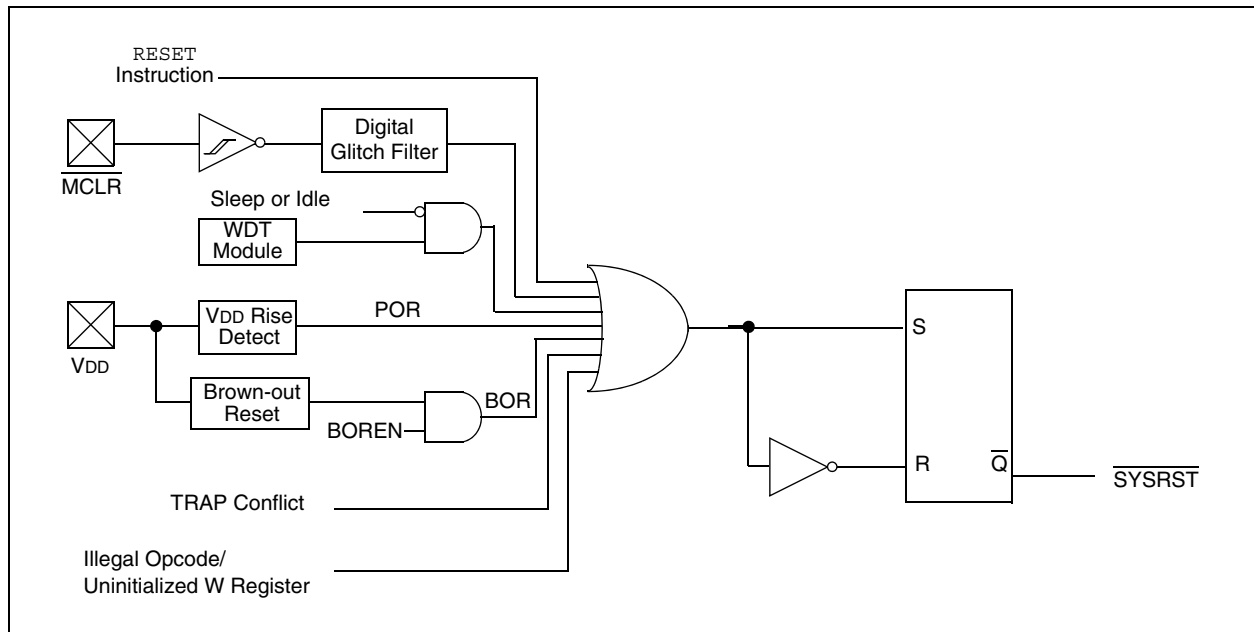 RESET
Instruction
Digital
Glitch Filter
MCLR
Sleep or Idle
WDT
Module
VDD
VDD Rise
Detect
POR
Brown-out
Reset
BOREN
BOR
TRAP Conflict
Illegal Opcode/
Uninitialized W Register
S
R
Q
SYSRST